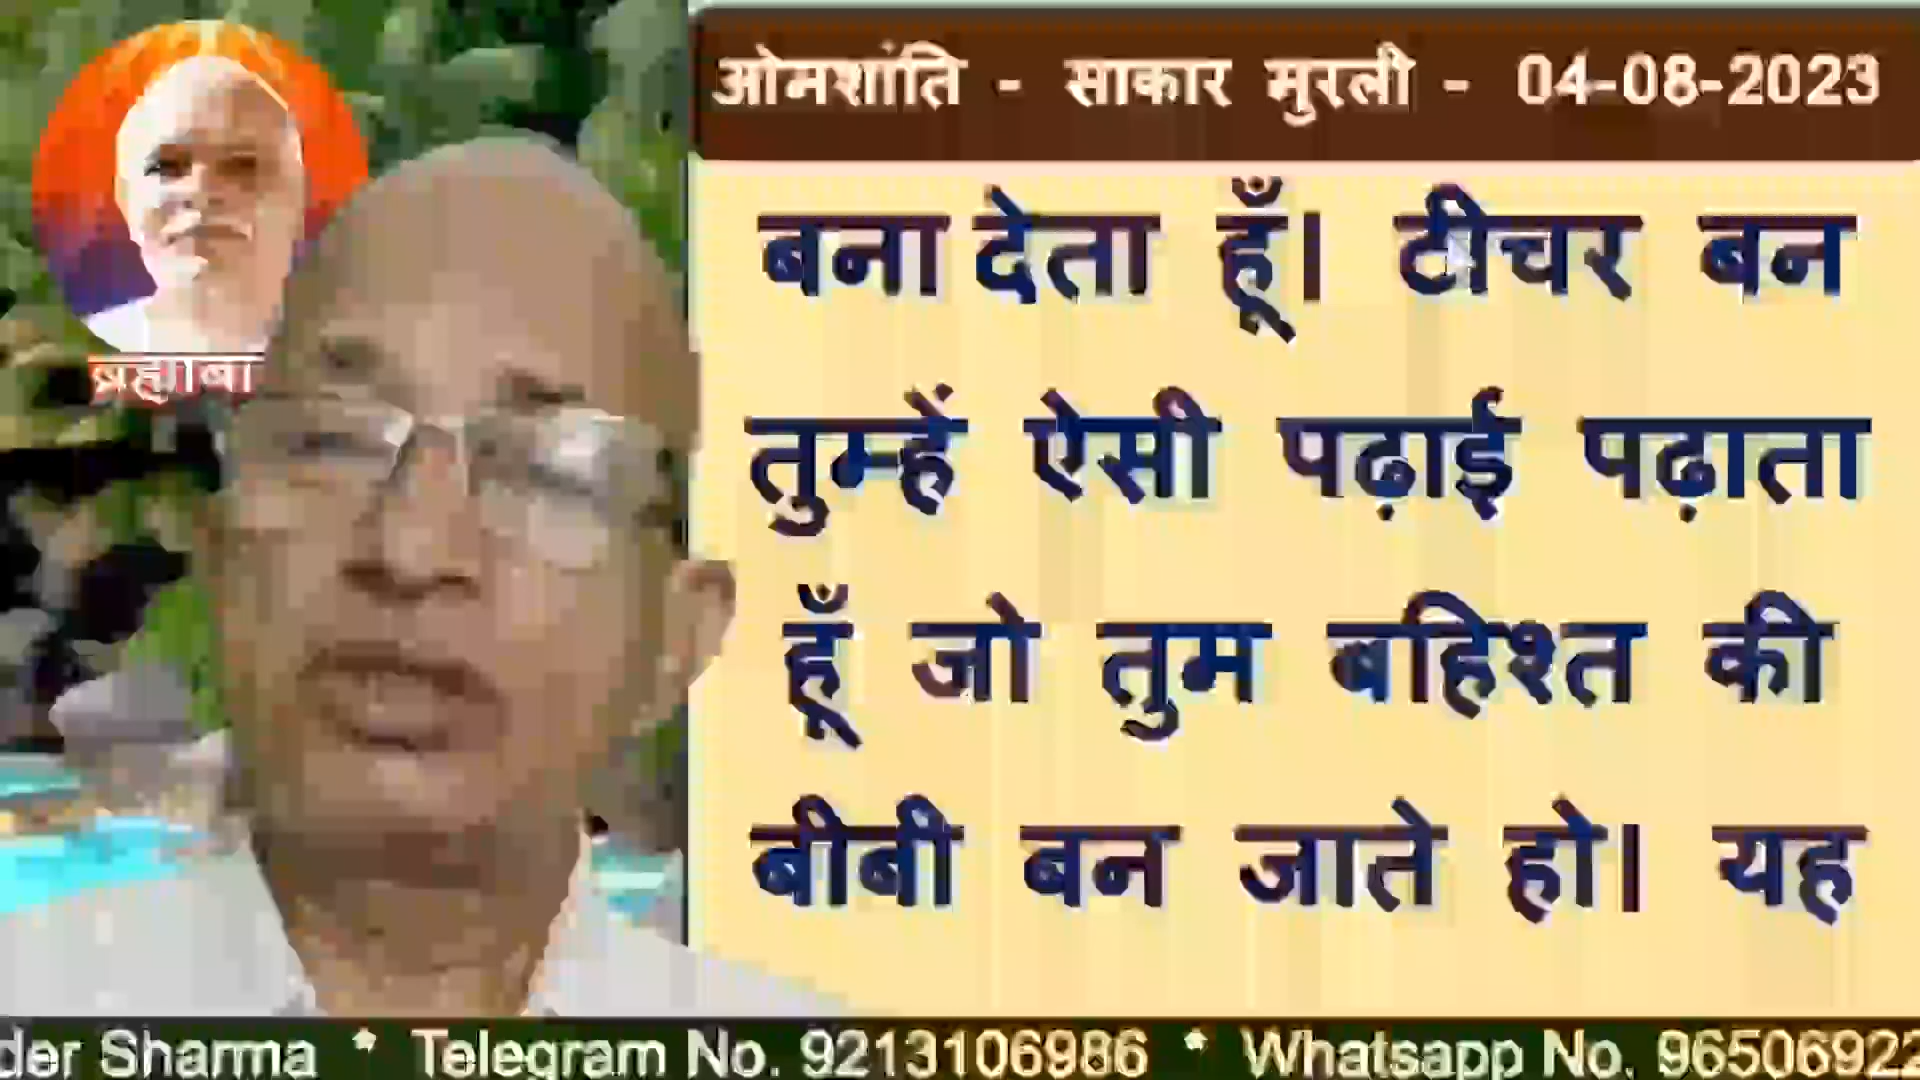 ओमशांति - साकार मुरली - 04-08-2023
बना देता हूँ। टीचर बन
तुम्हें ऐसी पढ़ाई पढ़ाता
हूँ जो तुम बहिश्त की
बीबी बन जाते हो। यह
ब्रह्माबा
der Sharma * Telegram No. 9213106986 * Whatsapp No. 96506922